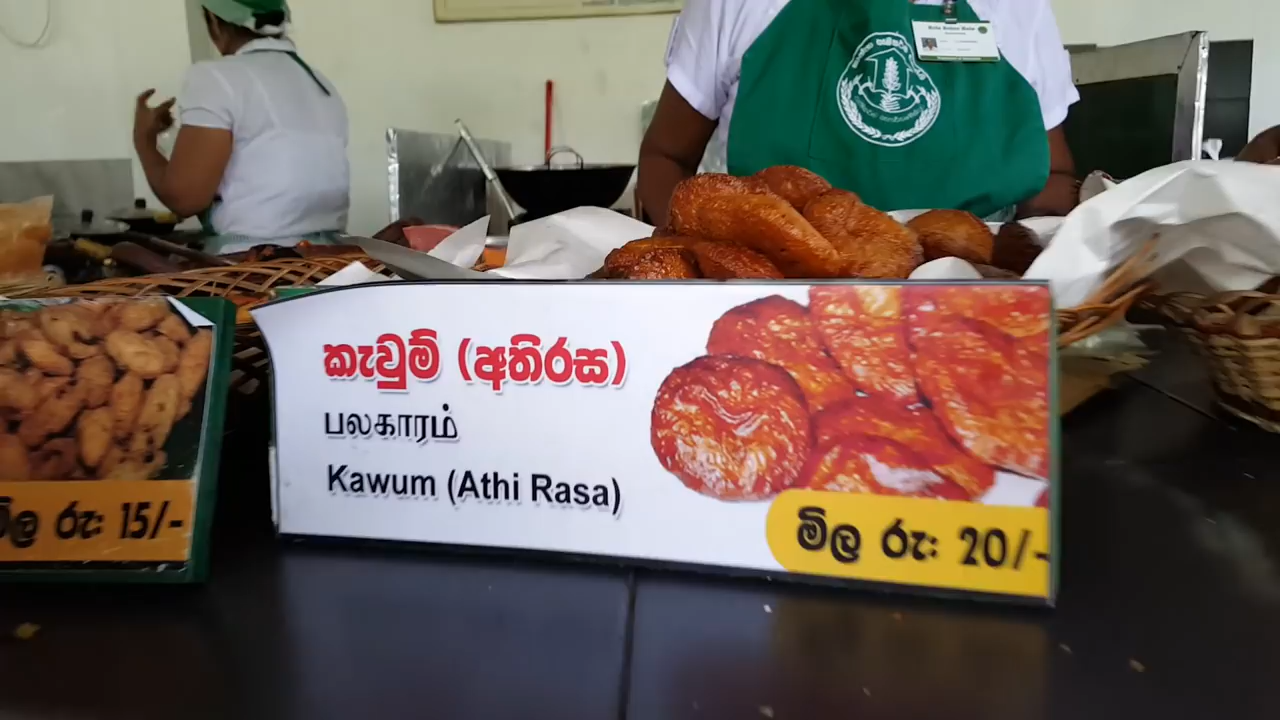 කැවුම් (අතිරස)
பலகாரம்
Kawum (Athi Rasa)
මිල රු: 20/-
මිල රු: 15/-